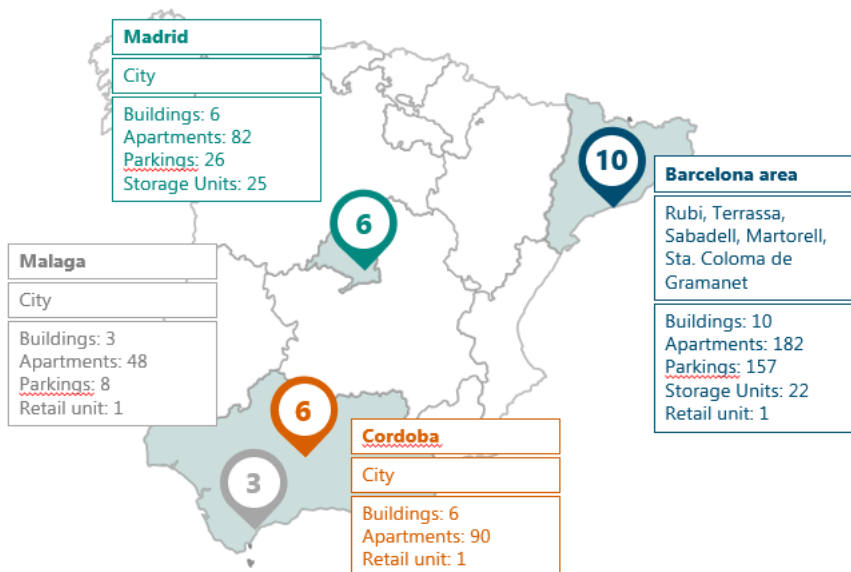 Madrid
City
Buildings: 6
Apartments: 82
Parkings: 26
Storage Units: 25
10
Barcelona area
Rubi, Terrassa,
Sabadell, Martorell,
Sta. Coloma de
Gramanet
Buildings: 10
Apartments: 182
Parkings: 157
Storage Units: 22
Retail unit: 1
6
Malaga
City
Buildings: 3
Apartments: 48
Parkings: 8
Retail unit: 1
6
3
Cordoba
City
Buildings: 6
Apartments: 90
Retail unit: 1